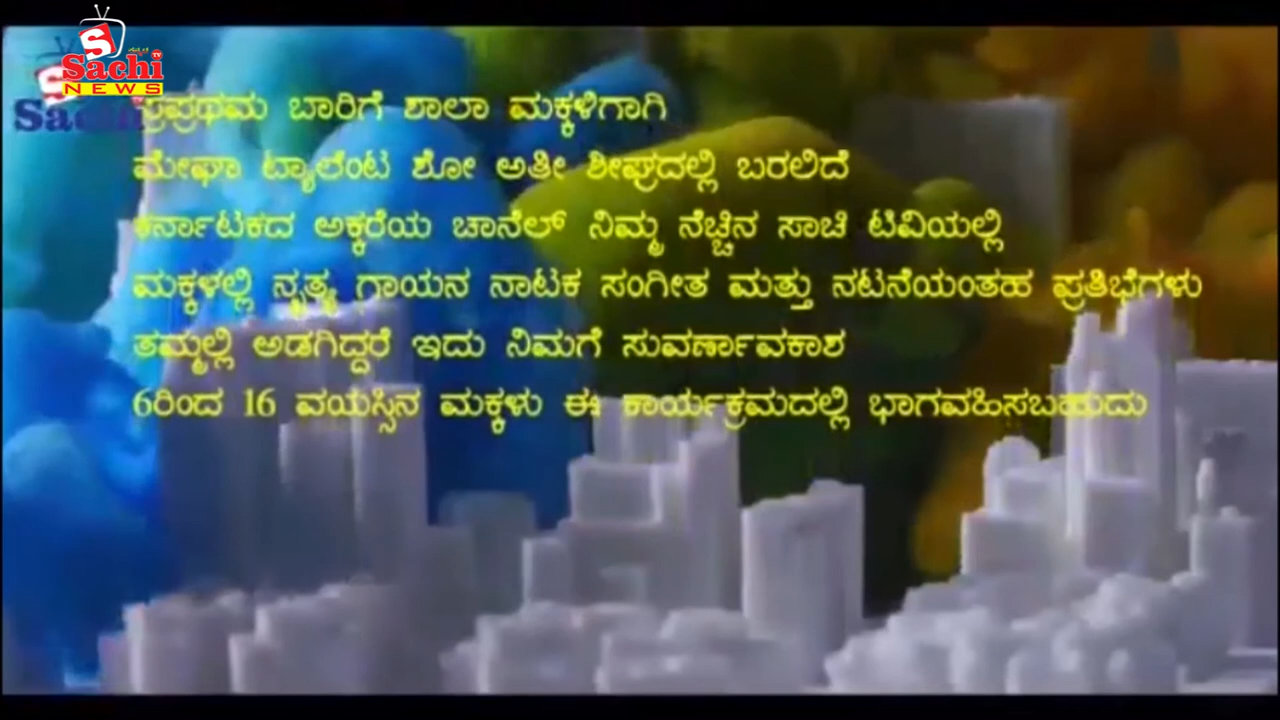 Sachi TV
NEWS
ಪ್ರಪ್ರಥಮ ಬಾರಿಗೆ ಶಾಲಾ ಮಕ್ಕಳಿಗಾಗಿ
ಮೇಘಾ ಟ್ಯಾಲೆಂಟ ಶೋ ಅತೀ ಶೀಘ್ರದಲ್ಲಿ ಬರಲಿದೆ
ಕರ್ನಾಟಕದ ಅಕ್ಕರೆಯ ಚಾನೆಲ್ ನಿಮ್ಮ ನೆಚ್ಚಿನ ಸಾಚಿ ಟಿವಿಯಲ್ಲಿ
ಮಕ್ಕಳಲ್ಲಿ ನೃತ್ಯ ಗಾಯನ ನಾಟಕ ಸಂಗೀತ ಮತ್ತು ನಟನೆಯಂತಹ ಪ್ರತಿಭೆಗಳು
ತಮ್ಮಲ್ಲಿ ಅಡಗಿದ್ದರೆ ಇದು ನಿಮಗೆ ಸುವರ್ಣಾವಕಾಶ
6ರಿಂದ 16 ವಯಸ್ಸಿನ ಮಕ್ಕಳು ಈ ಕಾರ್ಯಕ್ರಮದಲ್ಲಿ ಭಾಗವಹಿಸಬಹುದು